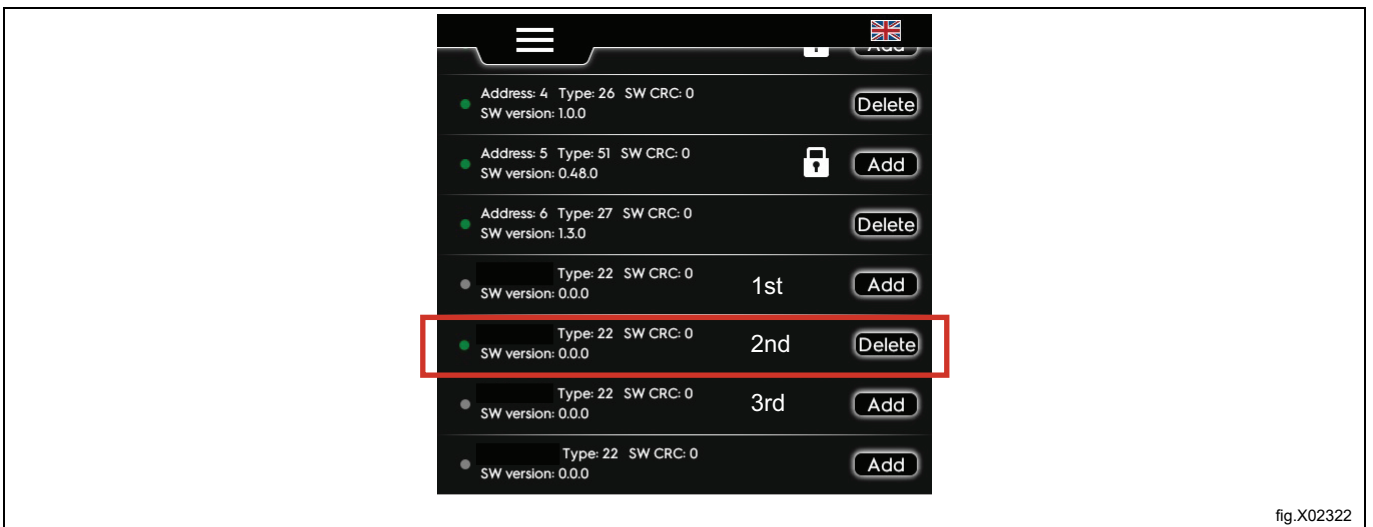 Add
Address: 4 Type: 26 SW CRC: 0
SW version: 1.0.0
Delete
Address: 5 Type: 51 SW CRC: 0
SW version: 0.48.0
Add
Address: 6 Type: 27 SW CRC: 0
SW version: 1.3.0
Delete
Type: 22 SW CRC: 0
SW version: 0.0.0
1st
Add
Type: 22 SW CRC: 0
SW version: 0.0.0
2nd
Delete
Type: 22 SW CRC: 0
SW version: 0.0.0
3rd
Add
Type: 22 SW CRC: 0
SW version: 0.0.0
Add
fig.X02322